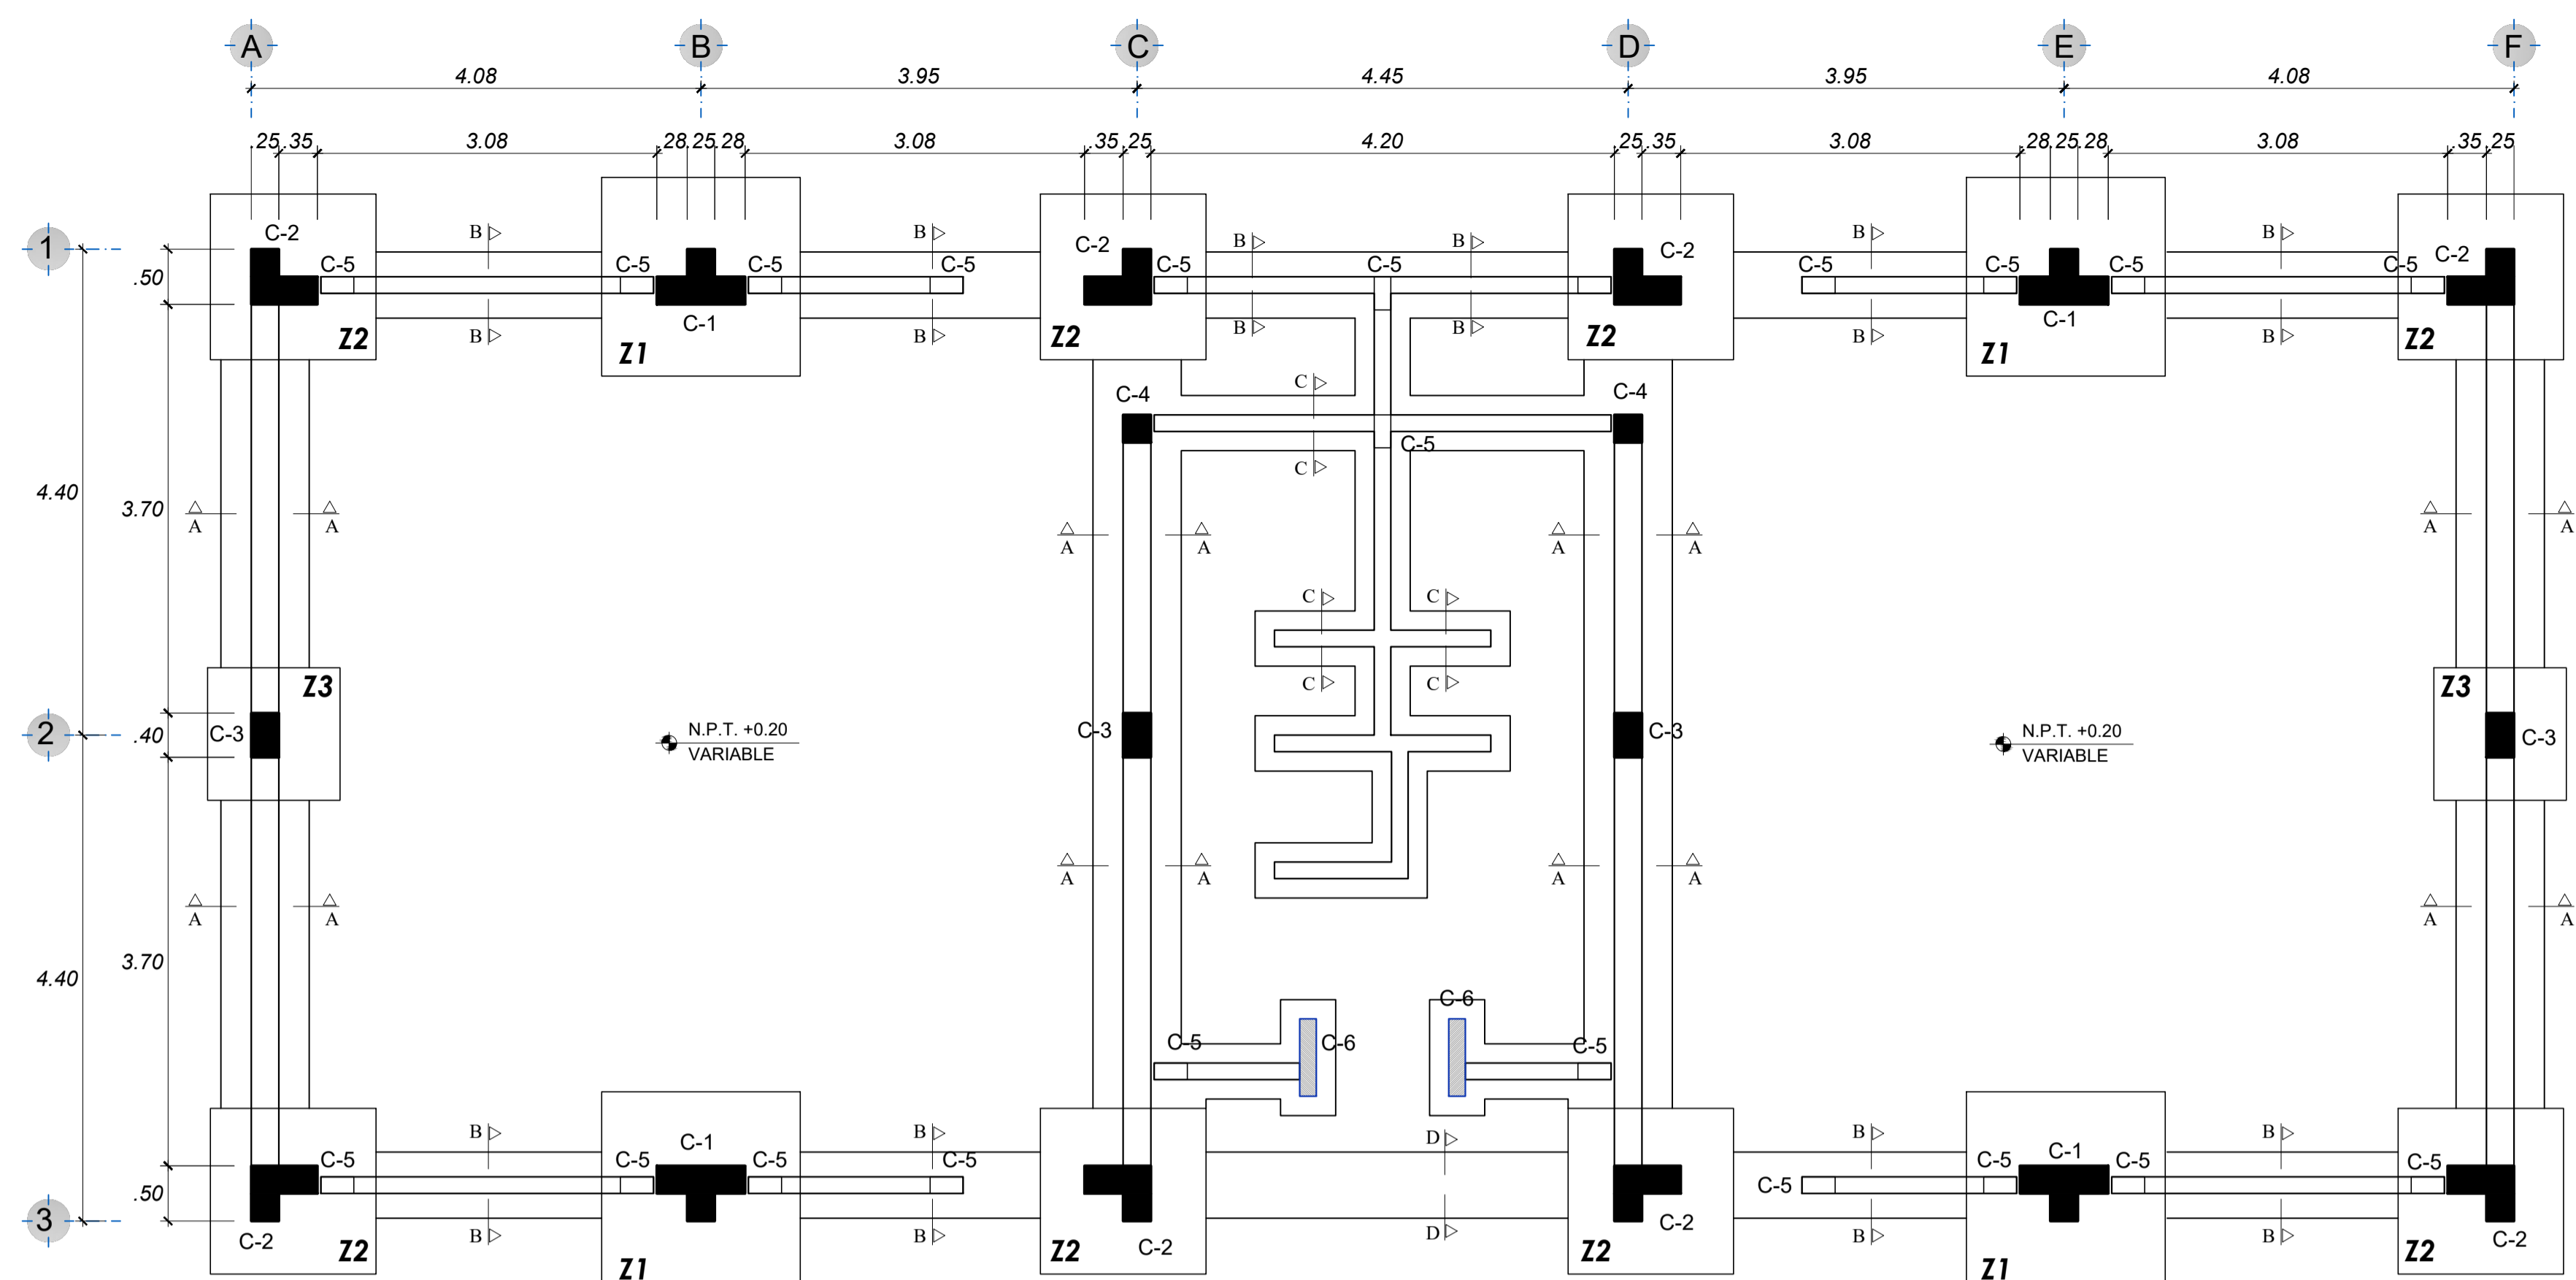 A B C D E F
4.08 3.95 4.45 3.95 4.08
.25 .35 3.08 .28 .25 .28 3.08 .35 .25 4.20 .25 .35 3.08 .28 .25 .28 3.08 .35 .25
1
B B B B B B
C-2 C-2 C-2 C-2
C-5 C-5 C-5 C-5 C-5 C-5 C-5 C-5 C-5 C-5
.50
C-1 C-1
B B B B B B
Z2 Z1 Z2 Z2 Z1 Z2
C
C-4 C-4
C-5
C
4.40 3.70
A A A A A A A A
C C
Z3 C C Z3
2 .40 C-3 C-3 C-3 C-3
N.P.T. +0.20
VARIABLE
N.P.T. +0.20
VARIABLE
A A A A
A A A A
4.40 3.70
C-6
C-5 C-6 C-5
B B D B B
C-1 C-1
C-5 C-5 C-5 C-5 C-5 C-5 C-5
C-5
.50
3
C-2 C-2 C-2 C-2
B B D B B
Z2 Z1 Z2 Z2 Z1 Z2